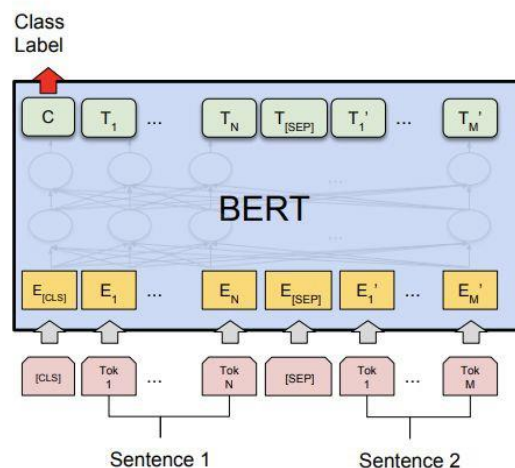 Class
Label
C T1 ... TN T[SEP] T1' ... TM'
...
BERT
...
E[CLS] E1 ... EN E[SEP] E1' ... EM'
[CLS] Tok 1 ... Tok N [SEP] Tok 1 ... Tok M
Sentence 1 Sentence 2